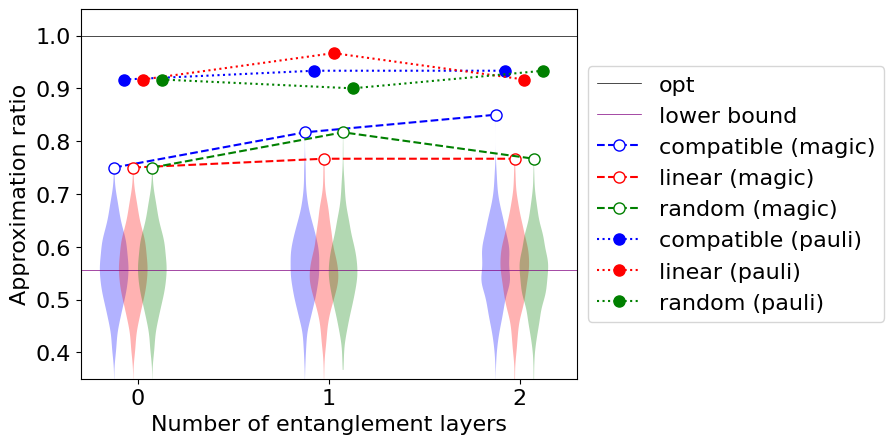 1.0
0.9
0.8
0.7
0.6
0.5
0.4
Approximation ratio
0 1 2
Number of entanglement layers
opt
lower bound
compatible (magic)
linear (magic)
random (magic)
compatible (pauli)
linear (pauli)
random (pauli)